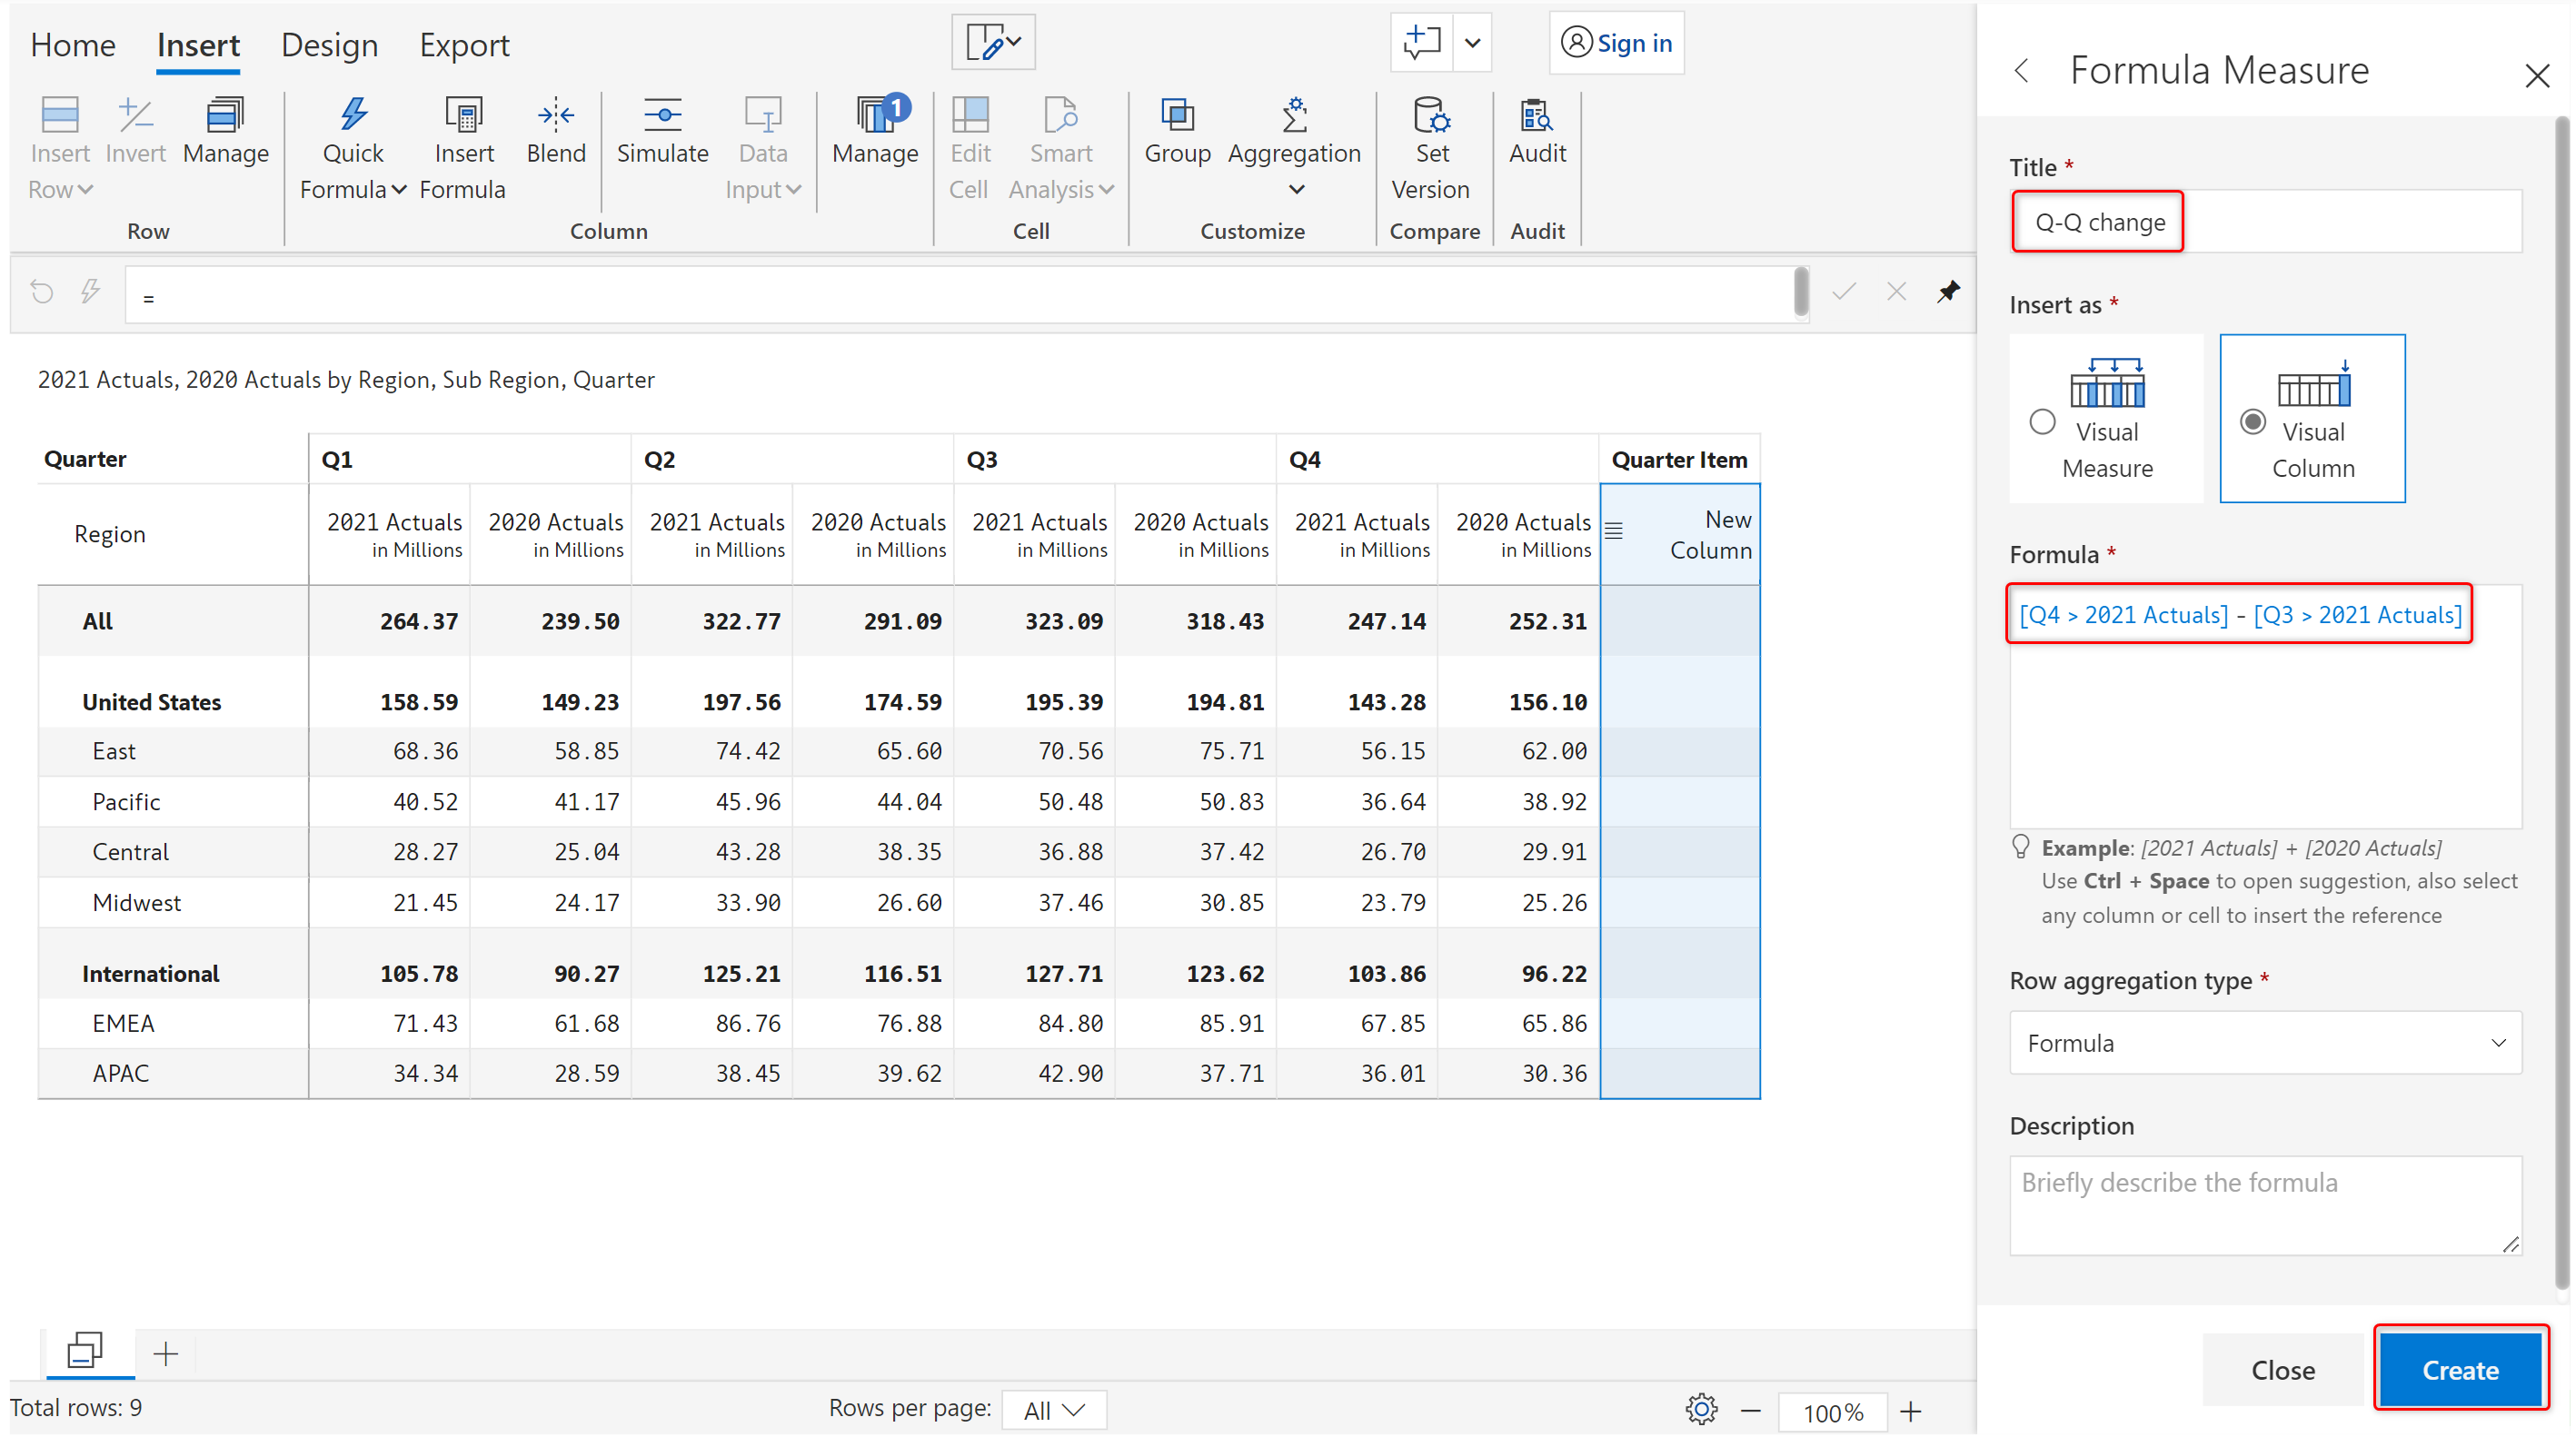 Home Insert Design Export Sign in
Insert Row Invert Manage Quick Formula Insert Formula Blend Simulate Data Input Manage 1 Edit Cell Smart Analysis Group Aggregation Set Version Audit
Row Column Cell Customize Compare Audit
=
2021 Actuals, 2020 Actuals by Region, Sub Region, Quarter
Quarter Q1 Q2 Q3 Q4 Quarter Item
Region 2021 Actuals in Millions 2020 Actuals in Millions 2021 Actuals in Millions 2020 Actuals in Millions 2021 Actuals in Millions 2020 Actuals in Millions 2021 Actuals in Millions 2020 Actuals in Millions New Column
All 264.37 239.50 322.77 291.09 323.09 318.43 247.14 252.31
United States 158.59 149.23 197.56 174.59 195.39 194.81 143.28 156.10
East 68.36 58.85 74.42 65.60 70.56 75.71 56.15 62.00
Pacific 40.52 41.17 45.96 44.04 50.48 50.83 36.64 38.92
Central 28.27 25.04 43.28 38.35 36.88 37.42 26.70 29.91
Midwest 21.45 24.17 33.90 26.60 37.46 30.85 23.79 25.26
International 105.78 90.27 125.21 116.51 127.71 123.62 103.86 96.22
EMEA 71.43 61.68 86.76 76.88 84.80 85.91 67.85 65.86
APAC 34.34 28.59 38.45 39.62 42.90 37.71 36.01 30.36
Total rows: 9 Rows per page: All 100%
Formula Measure
Title *
Q-Q change
Insert as *
Visual Measure
Visual Column
Formula *
[Q4 > 2021 Actuals] - [Q3 > 2021 Actuals]
Example: [2021 Actuals] + [2020 Actuals]
Use Ctrl + Space to open suggestion, also select
any column or cell to insert the reference
Row aggregation type *
Formula
Description
Briefly describe the formula
Close Create